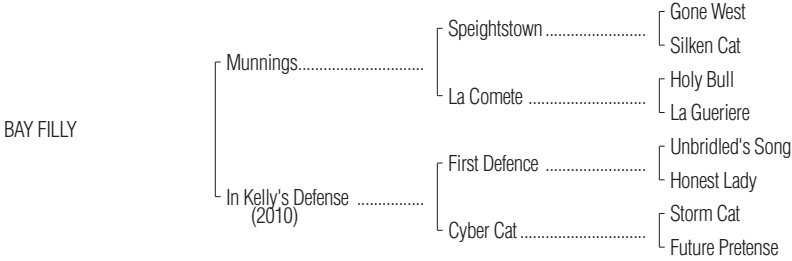 Gone West
Speightstown
Silken Cat
Munnings
Holy Bull
La Comete
La Gueriere
BAY FILLY
Unbridled's Song
First Defence
Honest Lady
In Kelly's Defense
(2010)
Storm Cat
Cyber Cat
Future Pretense